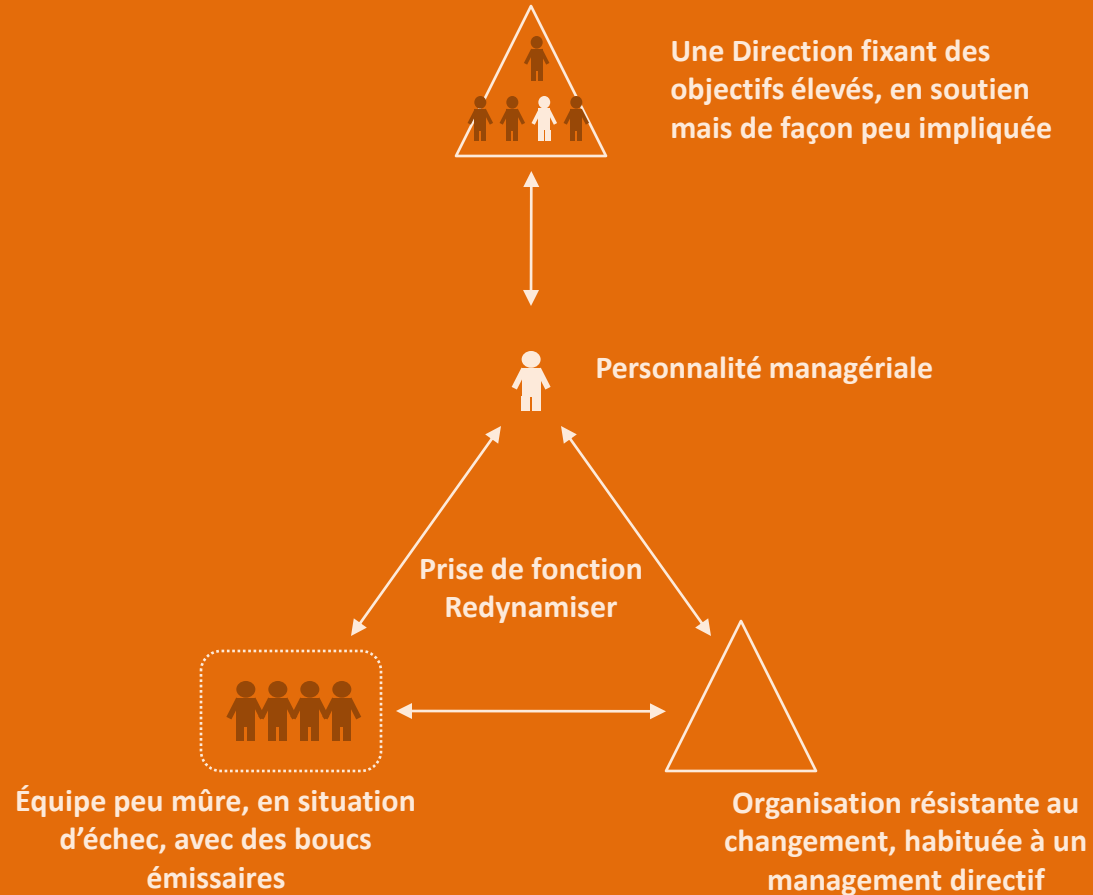 Une Direction fixant des
objectifs élevés, en soutien
mais de façon peu impliquée
Personnalité managériale
Prise de fonction
Redynamiser
Équipe peu mûre, en situation
d’échec, avec des boucs
émissaires
Organisation résistante au
changement, habituée à un
management directif